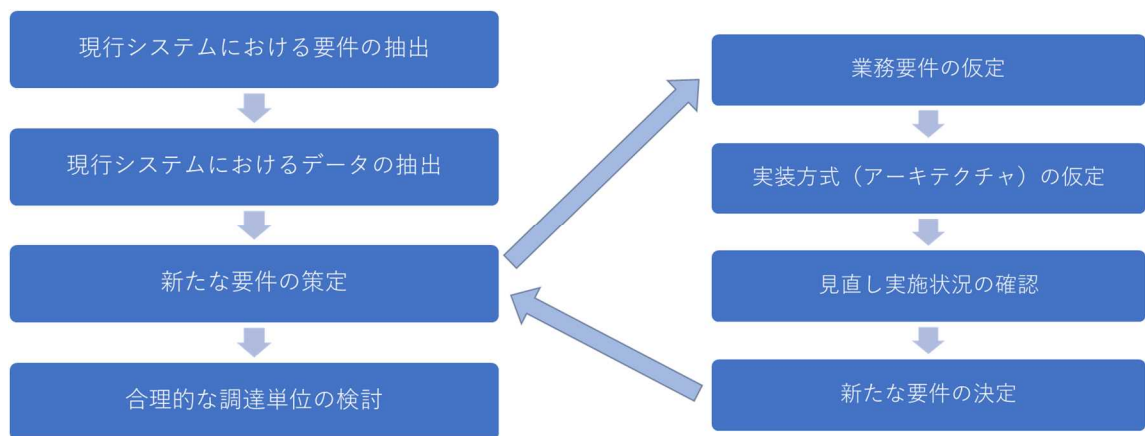 現行システムにおける要件の抽出
現行システムにおけるデータの抽出
新たな要件の策定
合理的な調達単位の検討
業務要件の仮定
実装方式（アーキテクチャ）の仮定
見直し実施状況の確認
新たな要件の決定